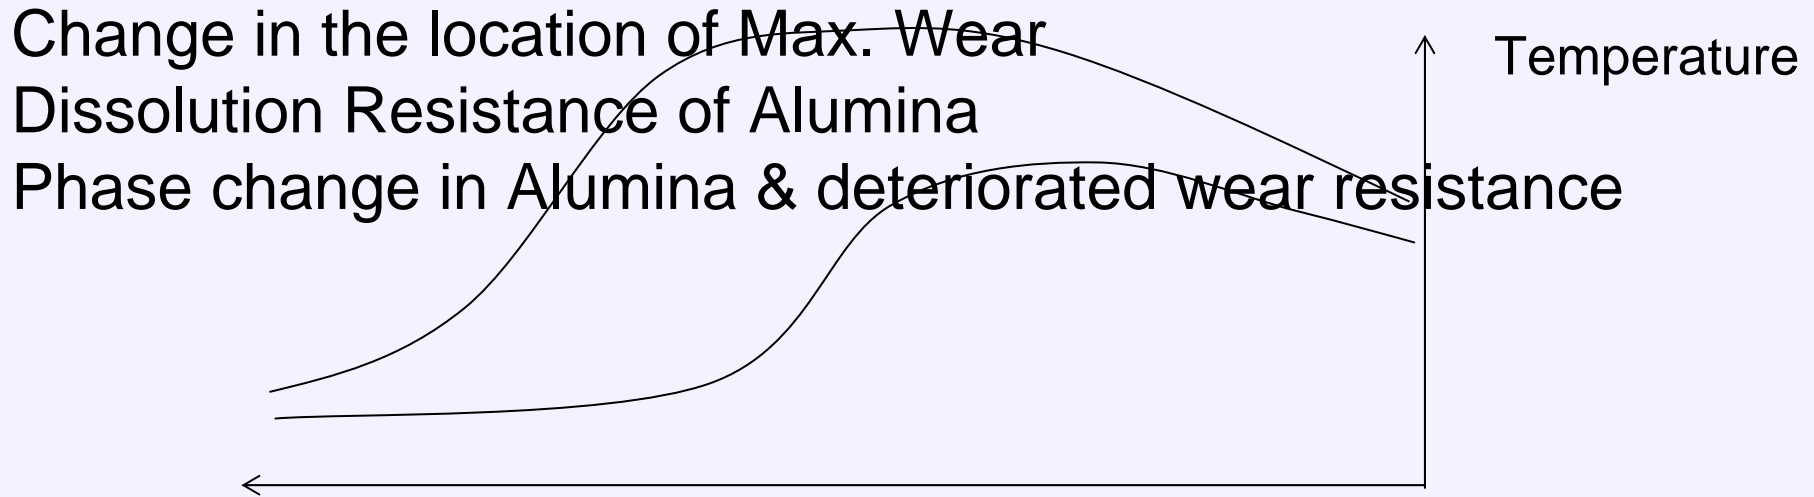 Change in the location of Max. Wear
Temperature
Dissolution Resistance of Alumina
Phase change in Alumina & deteriorated wear resistance